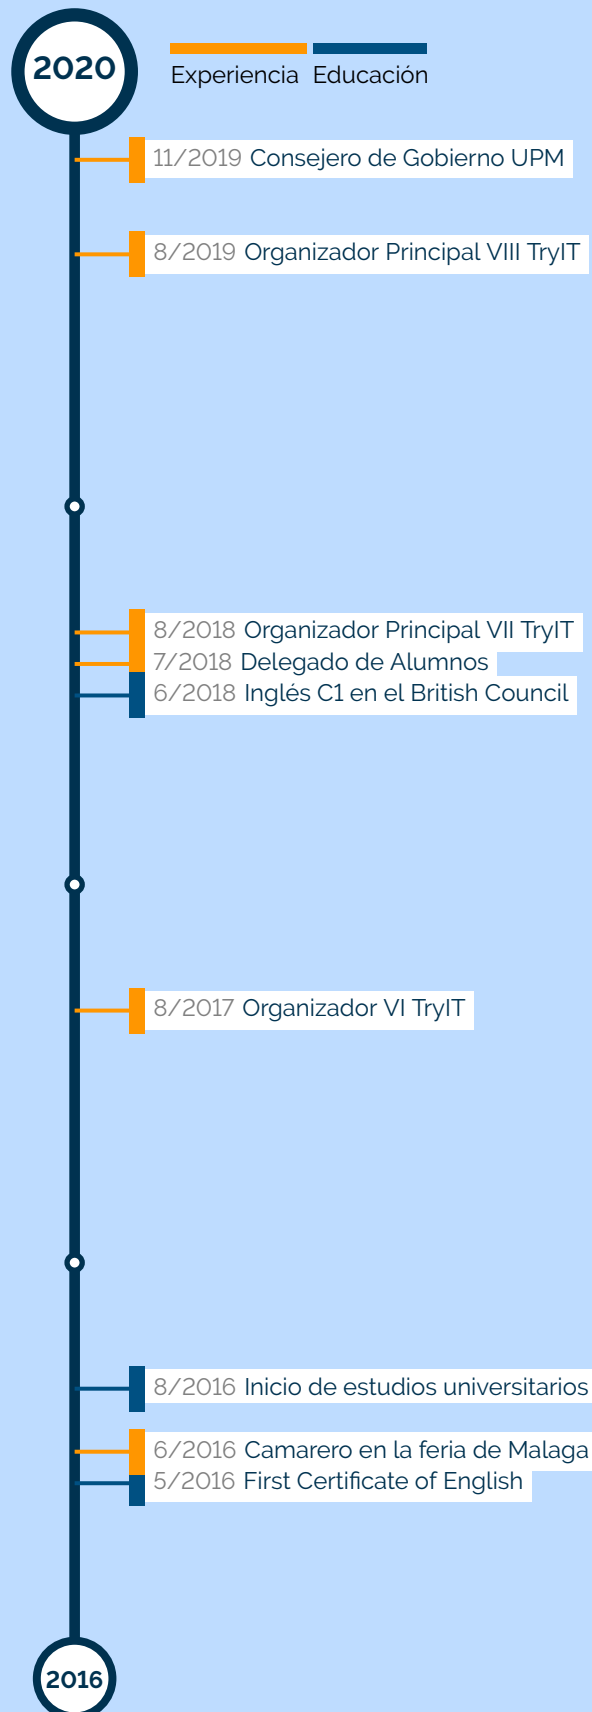 2020
Experiencia Educación
11/2019 Consejero de Gobierno UPM
8/2019 Organizador Principal VIII TryIT
8/2018 Organizador Principal VII TryIT
7/2018 Delegado de Alumnos
6/2018 Inglés C1 en el British Council
8/2017 Organizador VI TryIT
8/2016 Inicio de estudios universitarios
6/2016 Camarero en la feria de Malaga
5/2016 First Certificate of English
2016